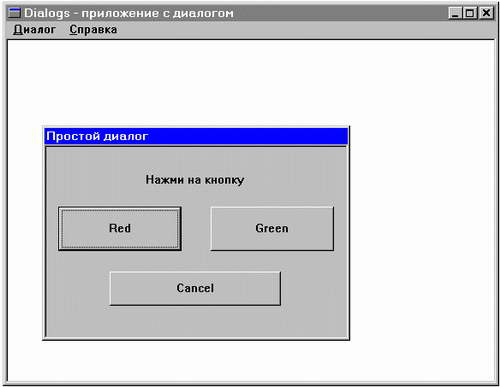 Dialogs - приложение с диалогом
Диалог Справка
Простой диалог
Нажми на кнопку
Red Green
Cancel